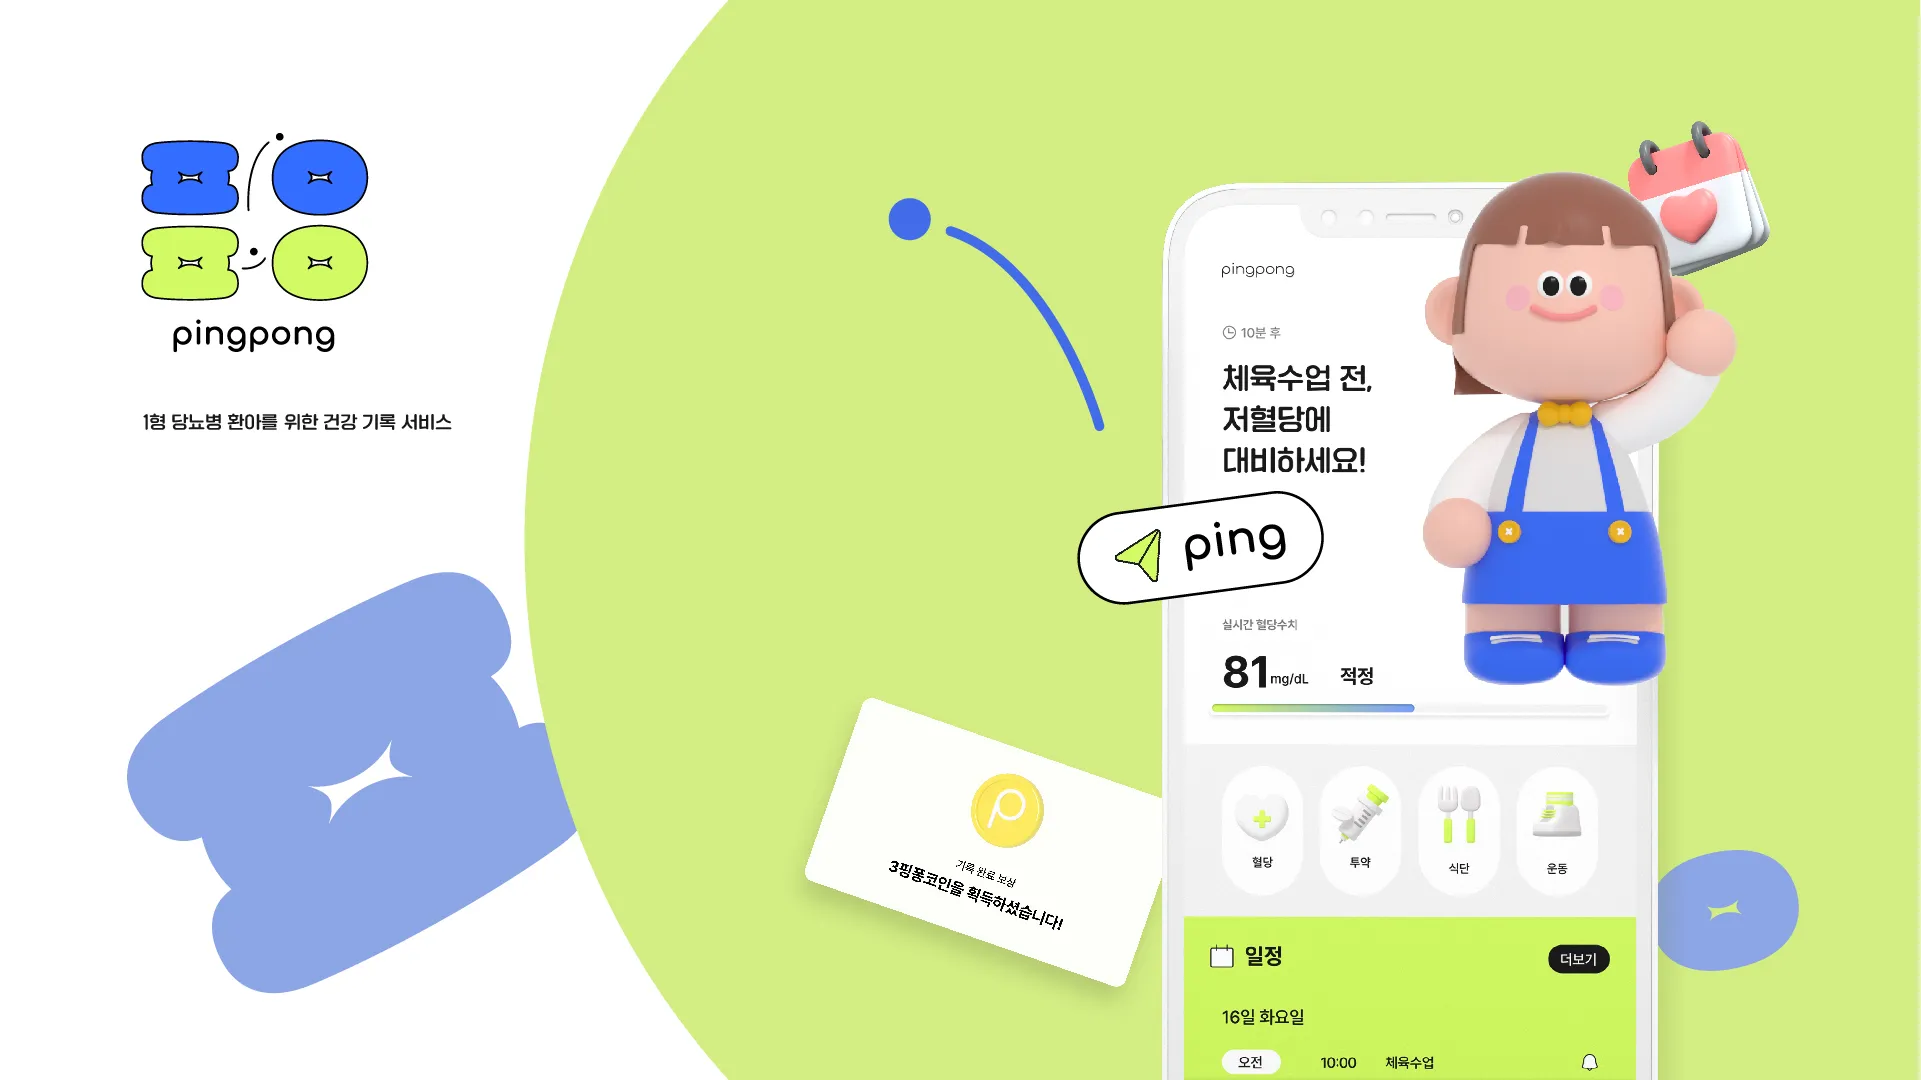 pingpong
1형 당뇨병 환아를 위한 건강 기록 서비스
pingpong
10분 후
체육수업 전,
저혈당에
대비하세요!
ping
실시간 혈당수치
81mg/dL 적정
기록 완료 보상
3핑퐁코인을 획득하셨습니다!
혈당 투약 식단 운동
일정 더보기
16일 화요일
오전 10:00 체육수업